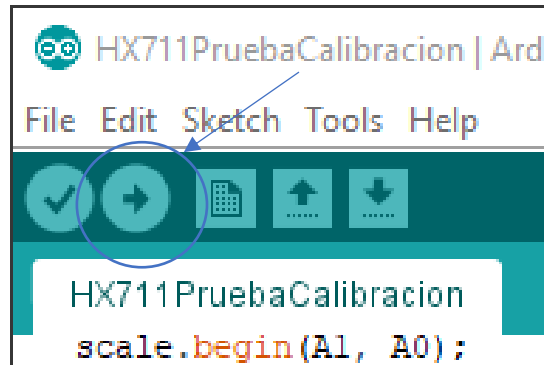 HX711PruebaCalibracion | Ard
File Edit Sketch Tools Help
HX711PruebaCalibracion
scale.begin(A1, A0);